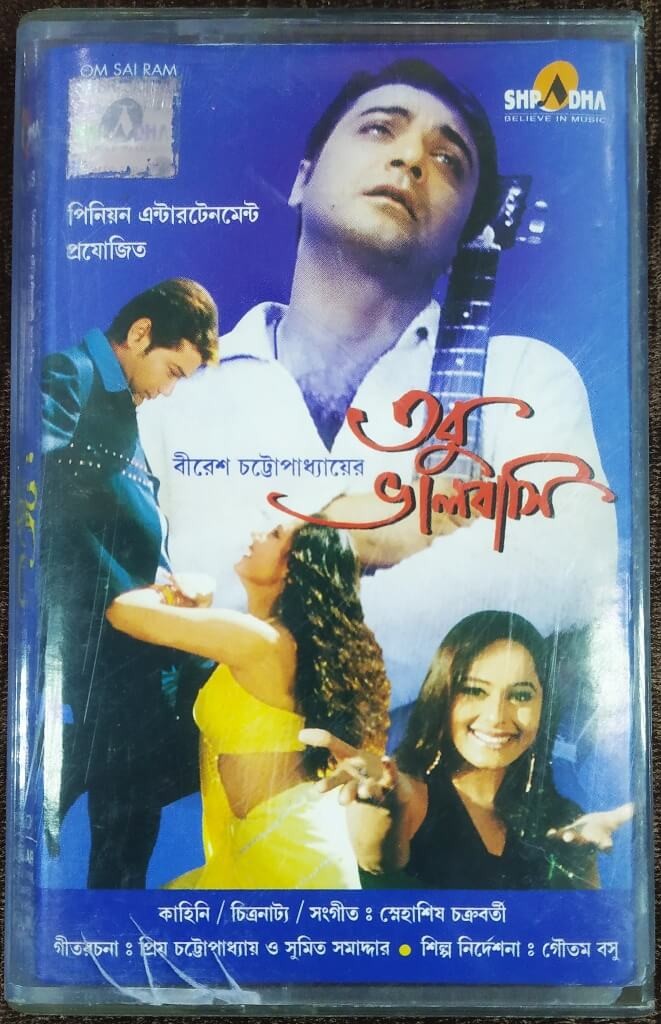 OM SAI RAM
SHRADHA
SHRADHA
BELIEVE IN MUSIC
পিনিয়ন এন্টারটেনমেন্ট
প্রযোজিত
বীরেশ চট্টোপাধ্যায়ের
তবু
ভালবাসি
কাহিনি / চিত্রনাট্য / সংগীত : স্নেহাশিষ চক্রবর্তী
গীতরচনা : প্রিয় চট্টোপাধ্যায় ও সুমিত সমাদ্দার ● শিল্প নির্দেশনা : গৌতম বসু